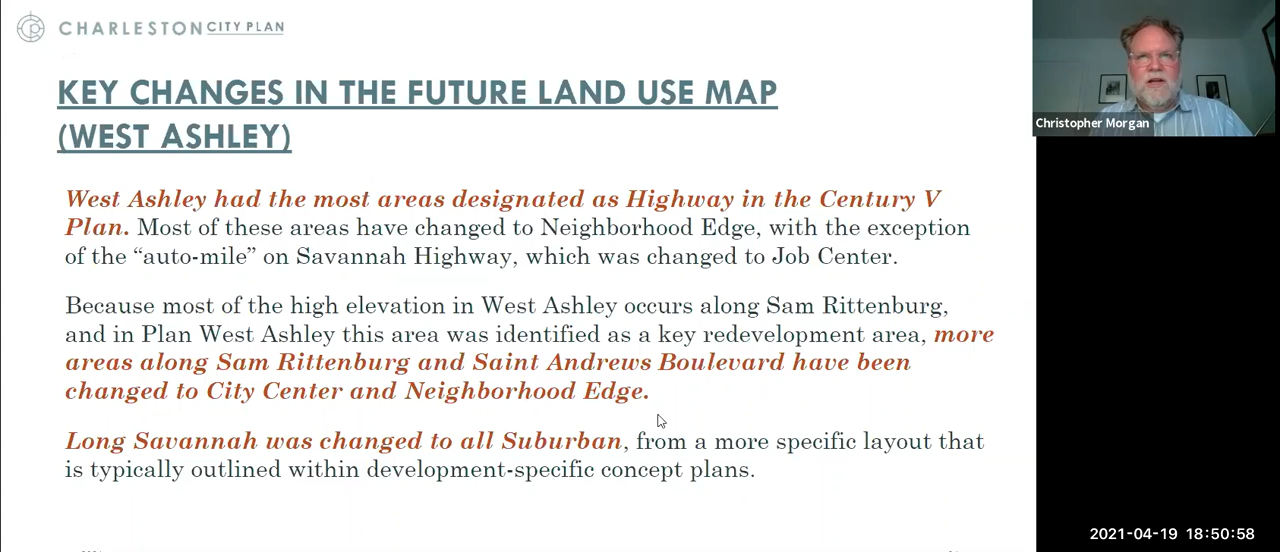 CHARLESTON CITY PLAN
KEY CHANGES IN THE FUTURE LAND USE MAP
(WEST ASHLEY)
West Ashley had the most areas designated as Highway in the Century V
Plan. Most of these areas have changed to Neighborhood Edge, with the exception
of the “auto-mile” on Savannah Highway, which was changed to Job Center.
Because most of the high elevation in West Ashley occurs along Sam Rittenburg,
and in Plan West Ashley this area was identified as a key redevelopment area, more
areas along Sam Rittenburg and Saint Andrews Boulevard have been
changed to City Center and Neighborhood Edge.
Long Savannah was changed to all Suburban, from a more specific layout that
is typically outlined within development-specific concept plans.
Christopher Morgan
2021-04-19 18:50:58